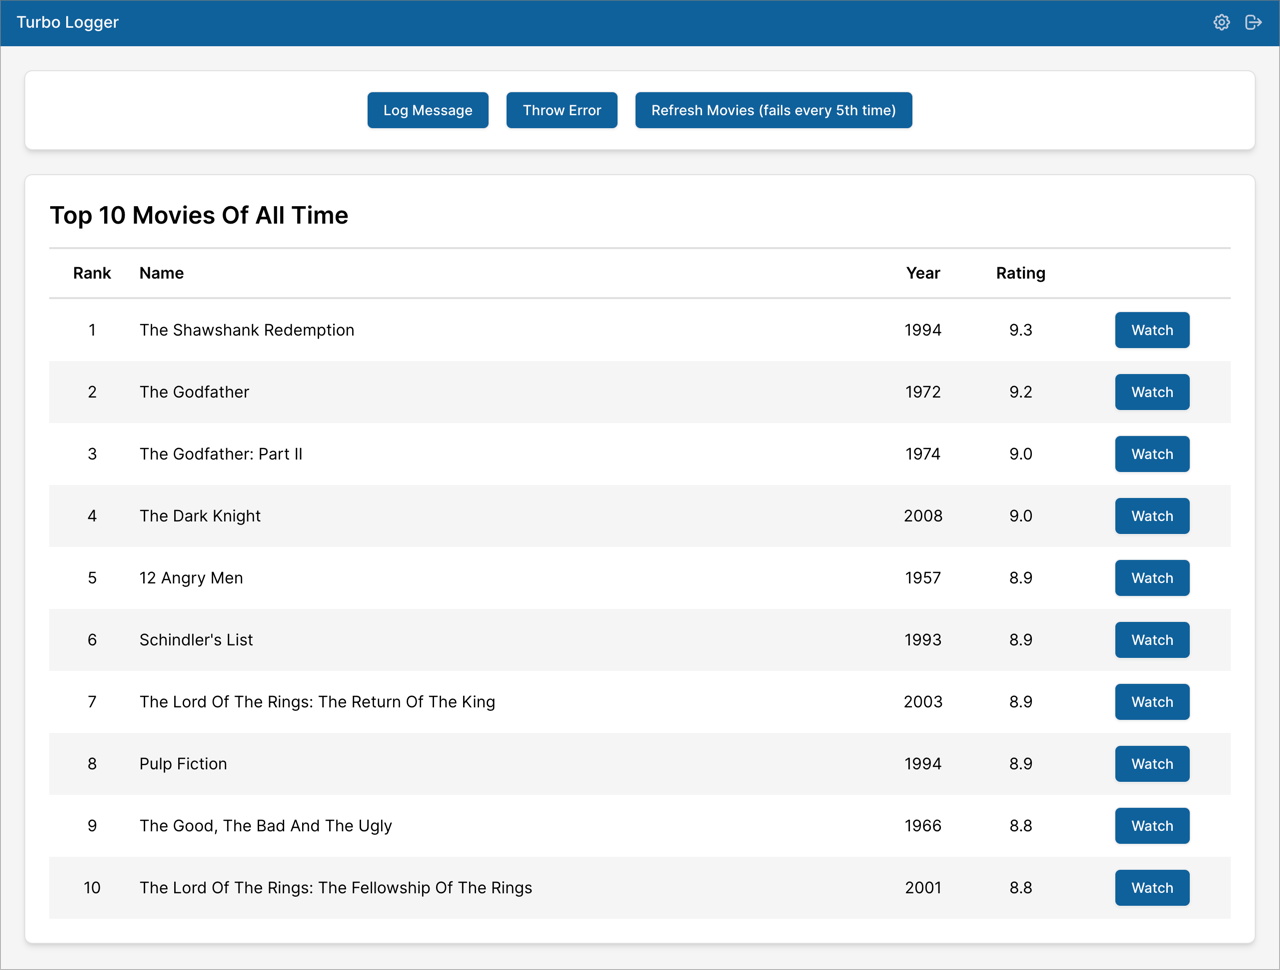 Turbo Logger
Log Message Throw Error Refresh Movies (fails every 5th time)
Top 10 Movies Of All Time
Rank Name Year Rating
1 The Shawshank Redemption 1994 9.3 Watch
2 The Godfather 1972 9.2 Watch
3 The Godfather: Part II 1974 9.0 Watch
4 The Dark Knight 2008 9.0 Watch
5 12 Angry Men 1957 8.9 Watch
6 Schindler's List 1993 8.9 Watch
7 The Lord Of The Rings: The Return Of The King 2003 8.9 Watch
8 Pulp Fiction 1994 8.9 Watch
9 The Good, The Bad And The Ugly 1966 8.8 Watch
10 The Lord Of The Rings: The Fellowship Of The Rings 2001 8.8 Watch